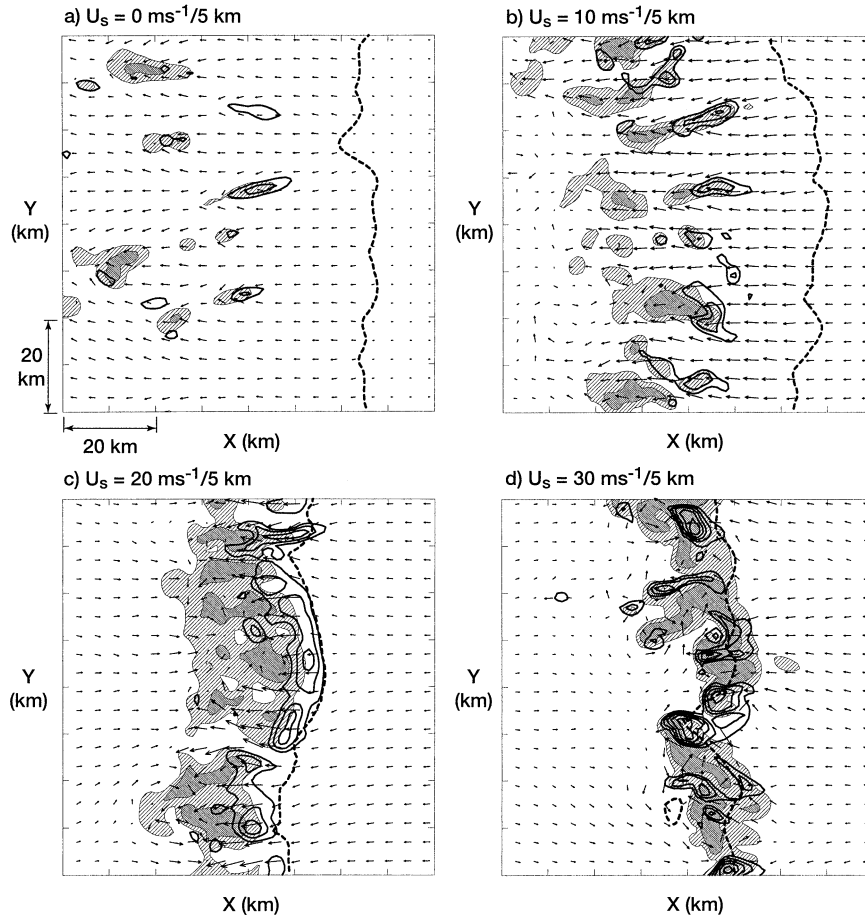 a) Uₛ = 0 ms⁻¹/5 km
b) Uₛ = 10 ms⁻¹/5 km
Y
(km)
20
km
20 km
X (km)
Y
(km)
X (km)
c) Uₛ = 20 ms⁻¹/5 km
d) Uₛ = 30 ms⁻¹/5 km
Y
(km)
X (km)
Y
(km)
X (km)